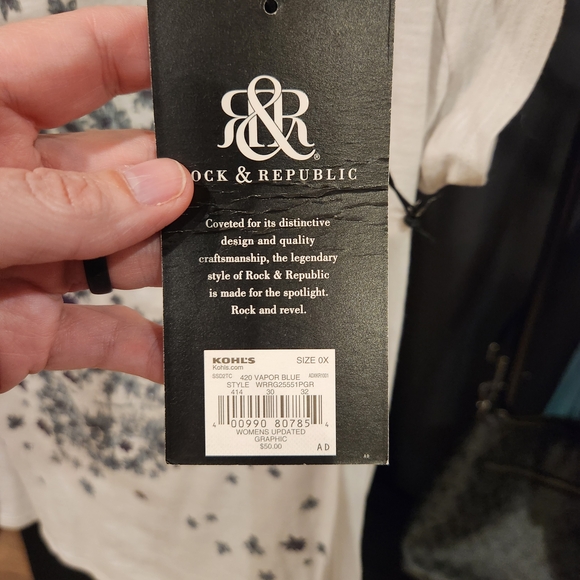 R&R®
OCK & REPUBLIC
Coveted for its distinctive
design and quality
craftsmanship, the legendary
style of Rock & Republic
is made for the spotlight.
Rock and revel.
KOHL'S SIZE 0X
Kohls.com
420 VAPOR BLUE
STYLE WRRG25551PGR
414 30 32
4 00990 80785 4
WOMENS UPDATED
GRAPHIC
$50.00 AD